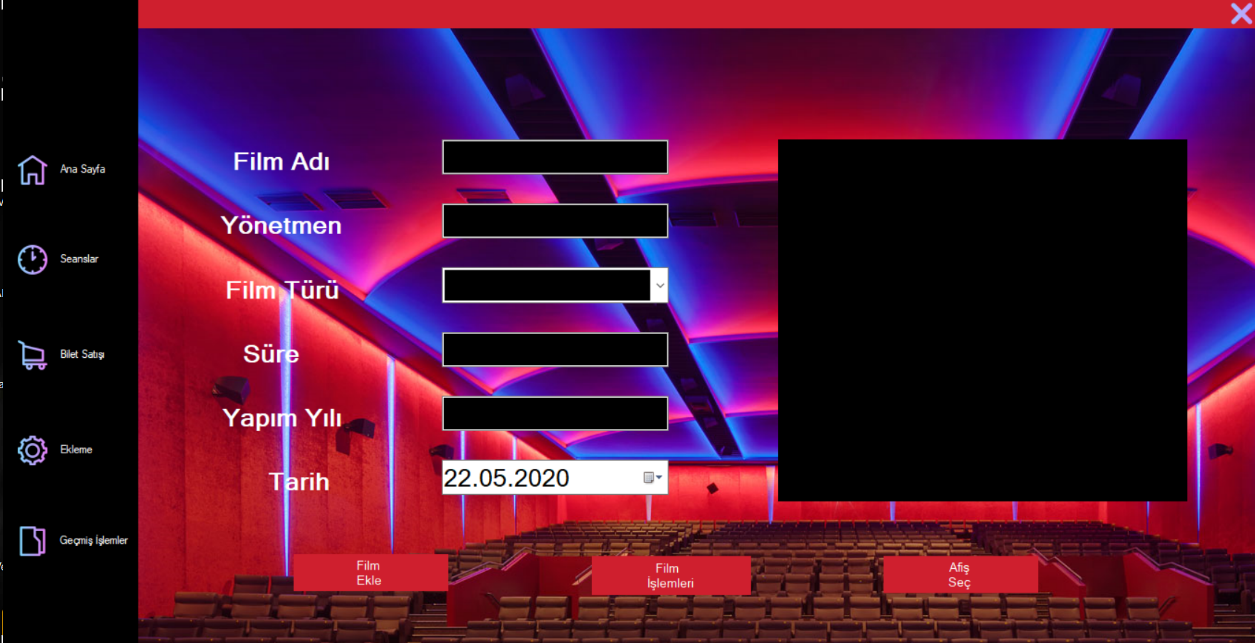 Ana Sayfa
Seanslar
Bilet Satışı
Ekleme
Geçmiş İşlemler
Film Adı
Yönetmen
Film Türü
Süre
Yapım Yılı
Tarih
22.05.2020
Film
Ekle
Film
İşlemleri
Afiş
Seç